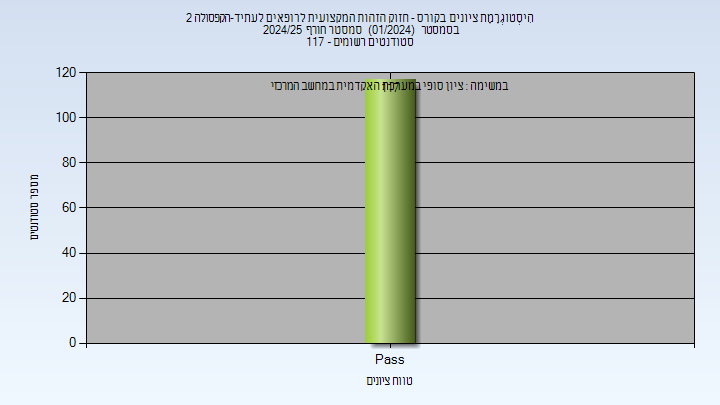 הִיסְטוֹגְרַמַת ציונים בקורס - חזוק הזהות המקצועית לרופאים לעתיד-הקפסולה 2
בסמסטר (01/2024) סמסטר חורף 2024/25
סטודנטים רשומים - 117
במשימה : ציון סופי במערכת האקדמית במחשב המרכזי
120
100
80
60
40
20
0
מספר סטודנטים
Pass
טווח ציונים